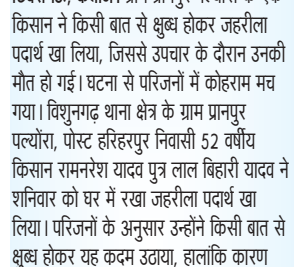 किसान ने किसी बात से क्षुब्ध होकर जहरीला
पदार्थ खा लिया, जिससे उपचार के दौरान उनकी
मौत हो गई। घटना से परिजनों में कोहराम मच
गया। विशुनगढ़ थाना क्षेत्र के ग्राम प्रानपुर
पल्योंरा, पोस्ट हरिहरपुर निवासी 52 वर्षीय
किसान रामनरेश यादव पुत्र लाल बिहारी यादव ने
शनिवार को घर में रखा जहरीला पदार्थ खा
लिया। परिजनों के अनुसार उन्होंने किसी बात से
क्षुब्ध होकर यह कदम उठाया, हालांकि कारण